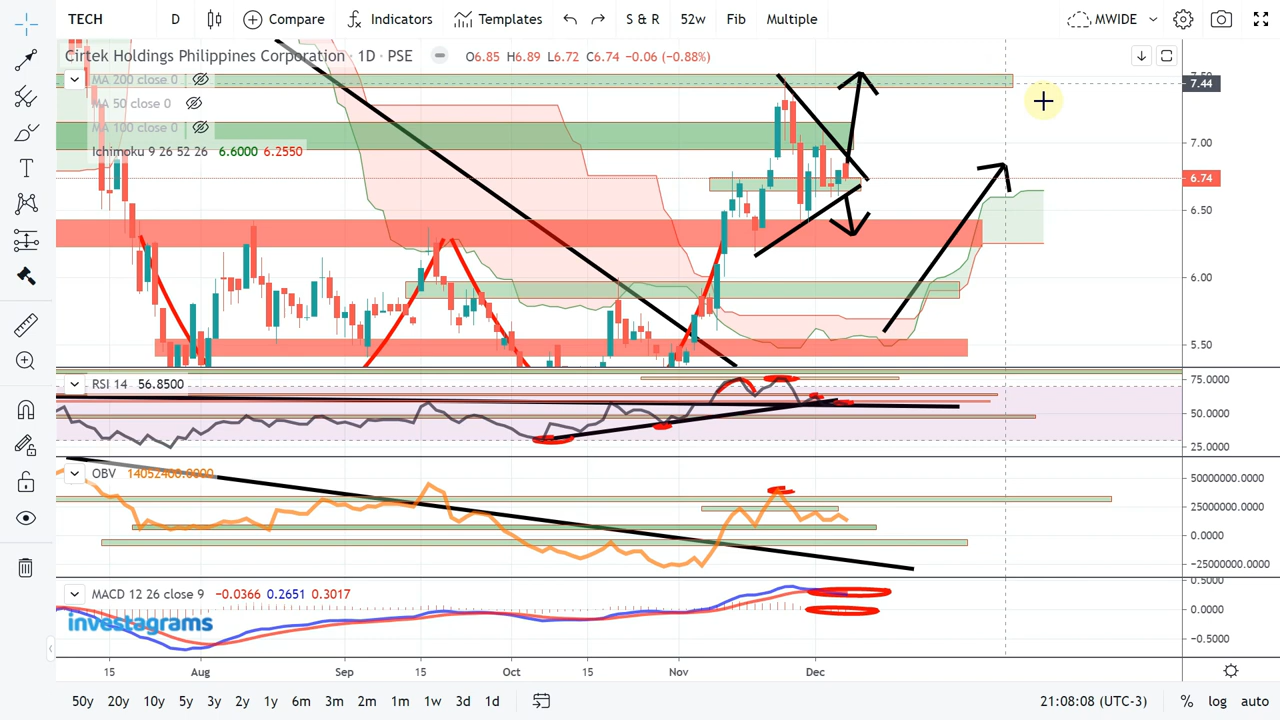 TECH D Compare Indicators Templates S & R 52w Fib Multiple MWIDE
Cirtek Holdings Philippines Corporation · 1D · PSE O6.85 H6.89 L6.72 C6.74 −0.06 (−0.88%)
MA 200 close 0
MA 50 close 0
MA 100 close 0
Ichimoku 9 26 52 26 6.6000 6.2550
7.50
7.44
7.00
6.74
6.50
6.00
5.50
RSI 14 56.8500
75.0000
50.0000
25.0000
OBV 14052400.0000
50000000.0000
25000000.0000
0.0000
−25000000.0000
MACD 12 26 close 9 −0.0366 0.2651 0.3017
0.5000
0.0000
−0.5000
investagrams
15 Aug Sep 15 Oct 15 Nov Dec
50y 20y 10y 5y 3y 2y 1y 6m 3m 2m 1m 1w 3d 1d 21:08:08 (UTC-3) % log auto